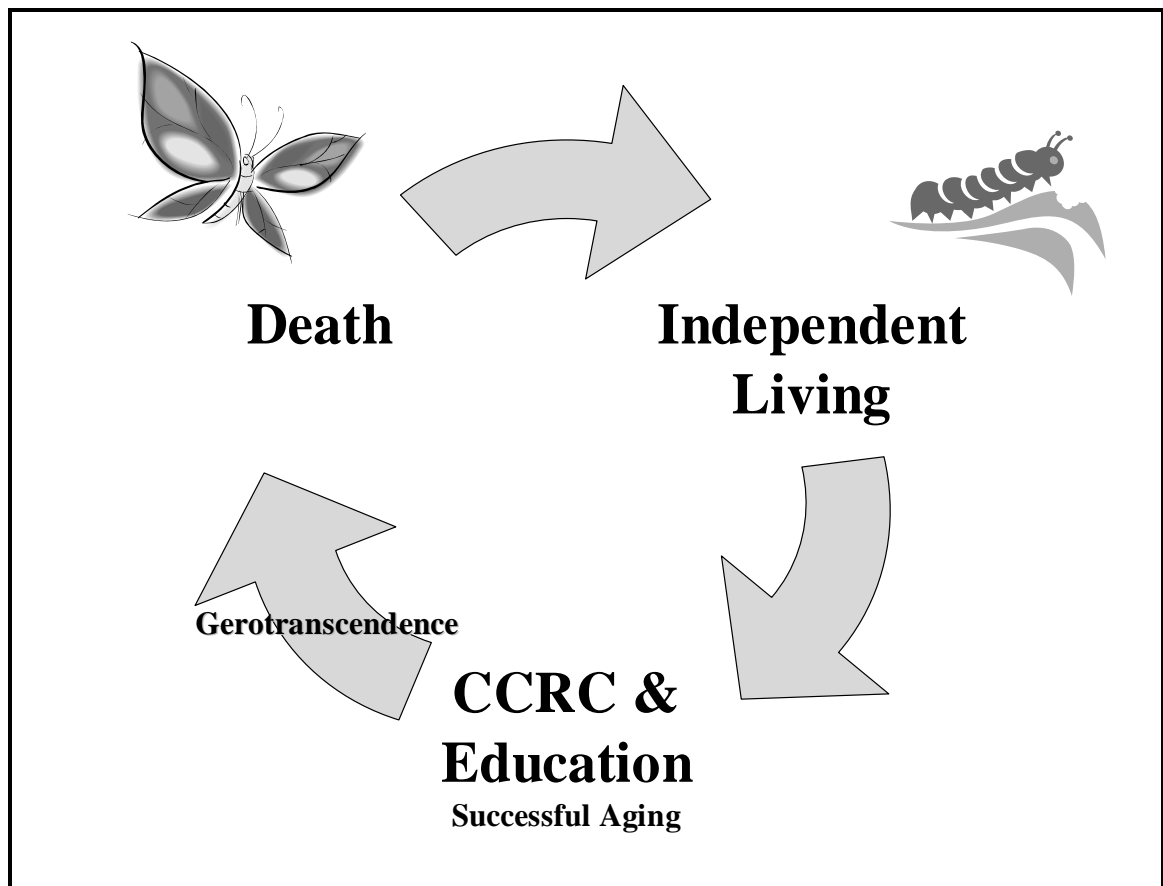 Death
Independent
Living
Gerotranscendence
CCRC &
Education
Successful Aging